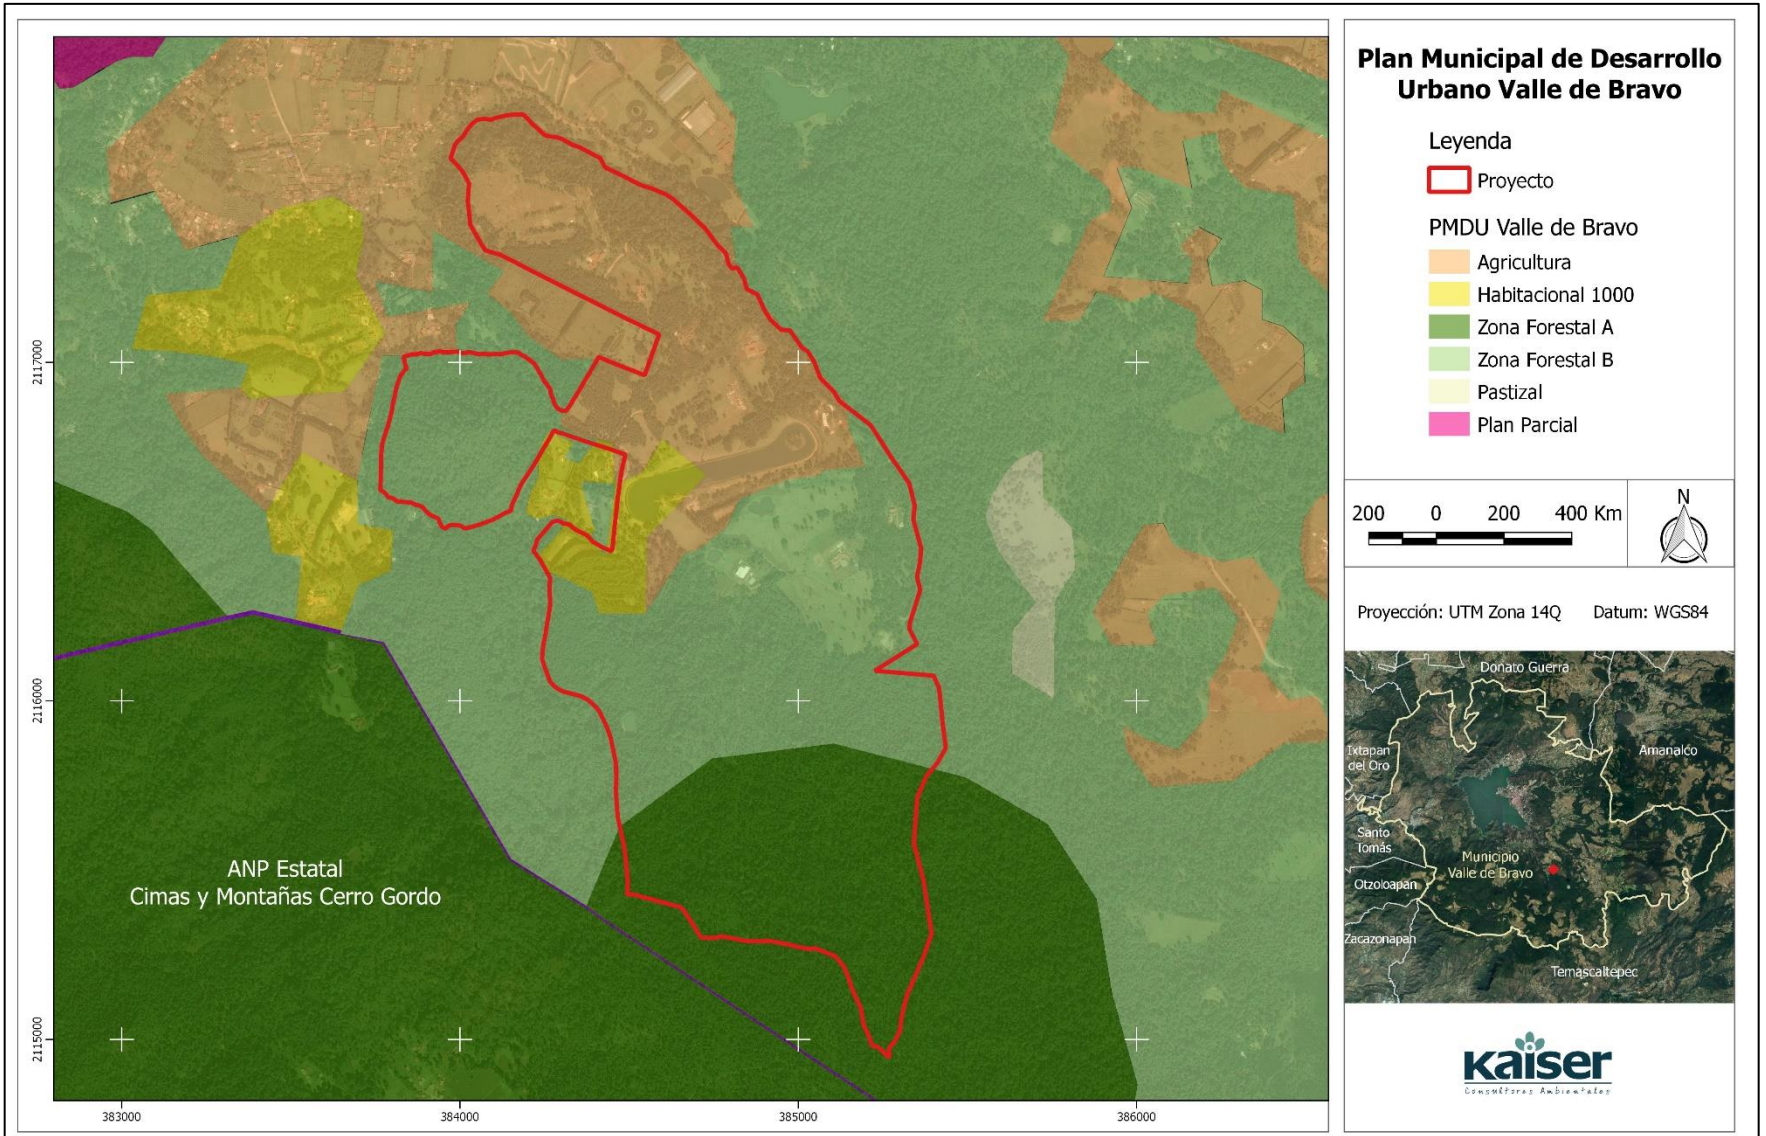 Plan Municipal de Desarrollo
Urbano Valle de Bravo
Leyenda
Proyecto
PMDU Valle de Bravo
Agricultura
Habitacional 1000
Zona Forestal A
Zona Forestal B
Pastizal
Plan Parcial
200 0 200 400 Km
N
Proyección: UTM Zona 14Q Datum: WGS84
Donato Guerra
Ixtapan
del Oro
Amanalco
Santo
Tomás
Municipio
Valle de Bravo
Otzoloapan
Zacazonapan
Temascaltepec
Kaiser
Consultores Ambientales
ANP Estatal
Cimas y Montañas Cerro Gordo
2117000
2116000
2115000
383000 384000 385000 386000